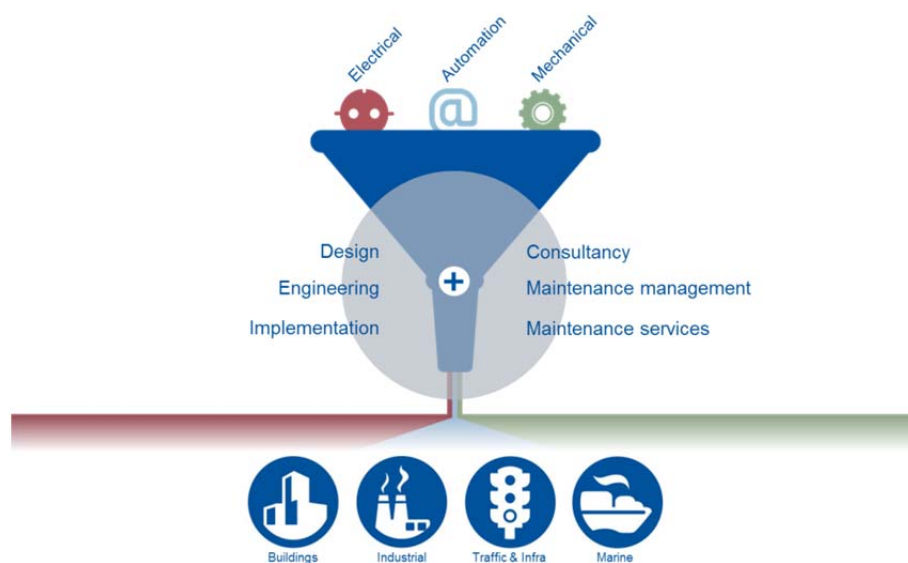 Electrical
Automation
Mechanical
@
Design
Engineering
Implementation
+
Consultancy
Maintenance management
Maintenance services
Buildings
Industrial
Traffic & Infra
Marine